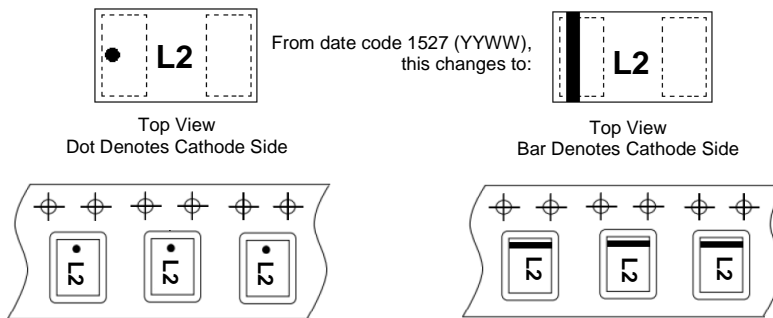 L2
From date code 1527 (YYWW),
this changes to:
L2
Top View
Dot Denotes Cathode Side
Top View
Bar Denotes Cathode Side
L2
L2
L2
L2
L2
L2